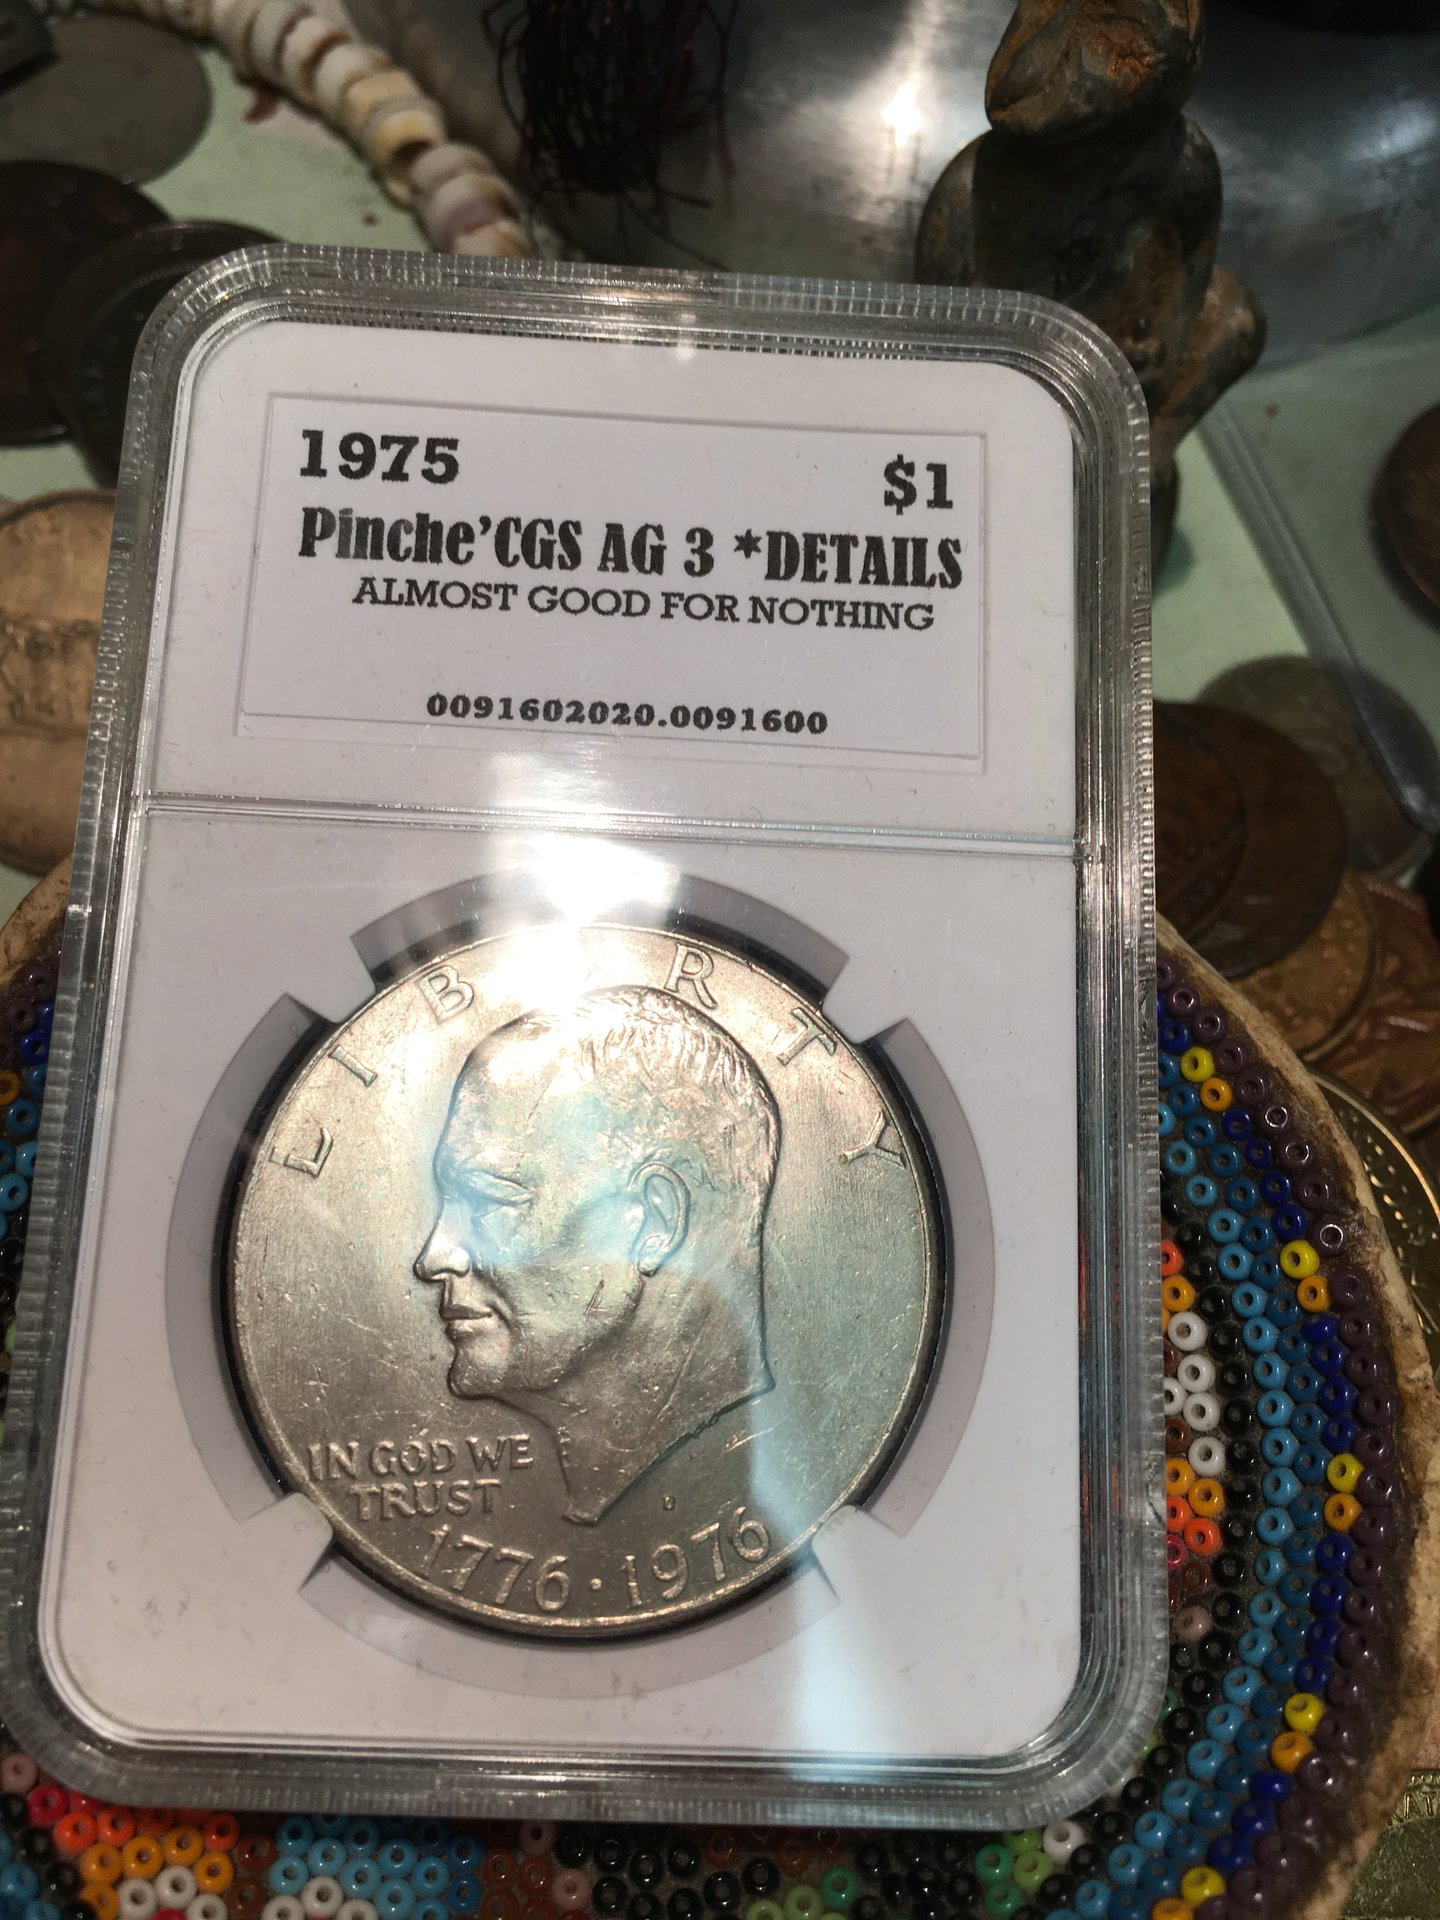 1975 $1
Pinche'CGS AG 3 *DETAILS
ALMOST GOOD FOR NOTHING
0091602020.0091600
LIBERTY
IN GOD WE
TRUST
D
1776·1976